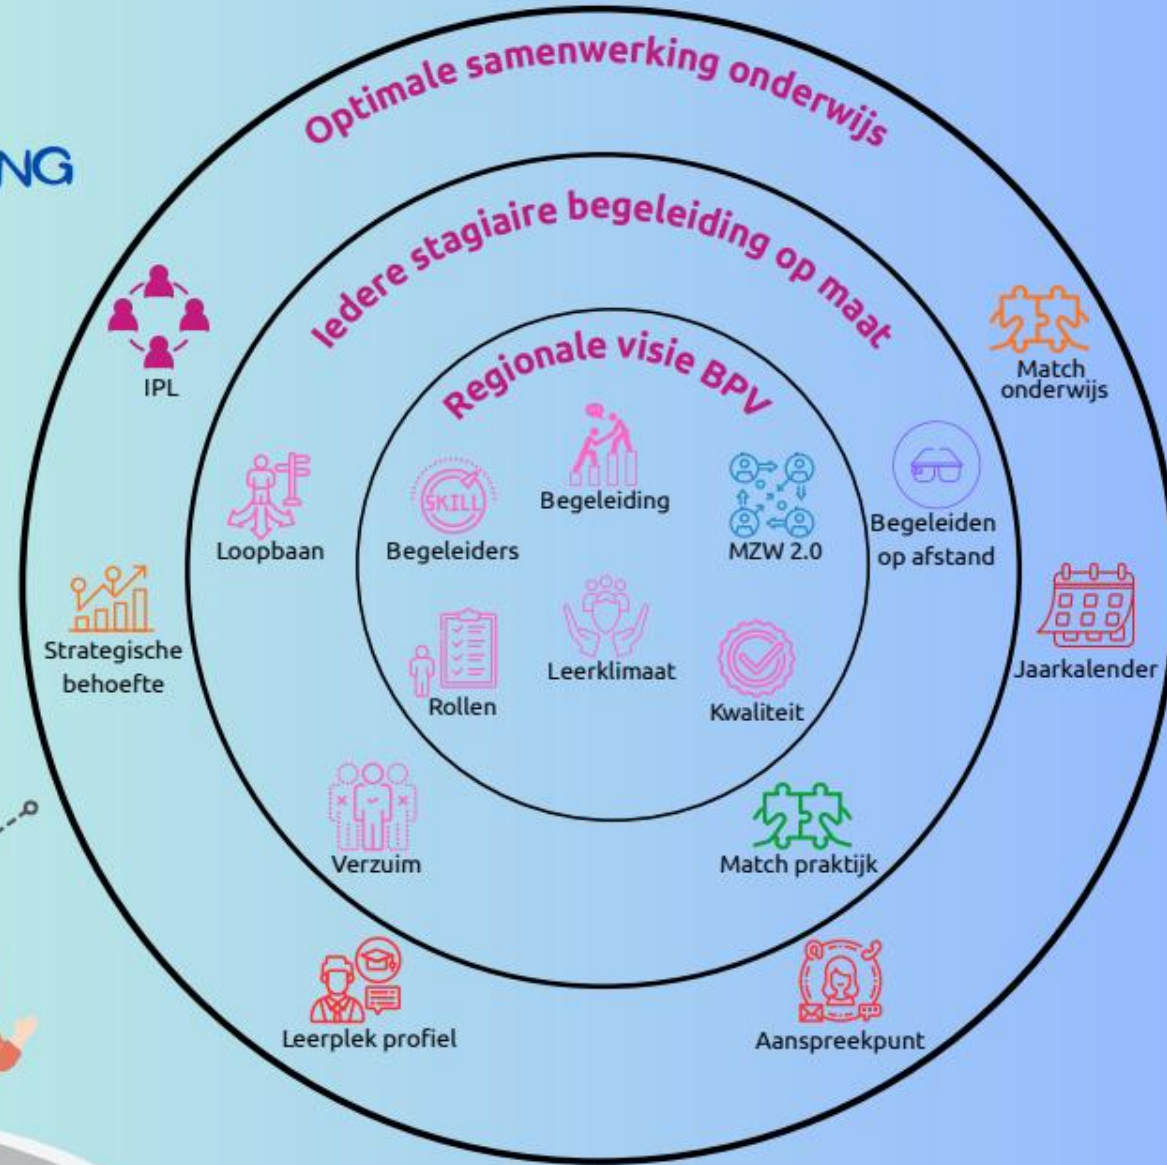 Optimale samenwerking onderwijs
NG
Iedere stagiaire begeleiding op maat
IPL
Match
onderwijs
Regionale visie BPV
SKILL
Loopbaan
Begeleiders
Begeleiding
MZW 2.0
Begeleiden
op afstand
Strategische
behoefte
Rollen
Leerklimaat
Kwaliteit
Jaarkalender
Verzuim
Match praktijk
Leerplek profiel
Aanspreekpunt